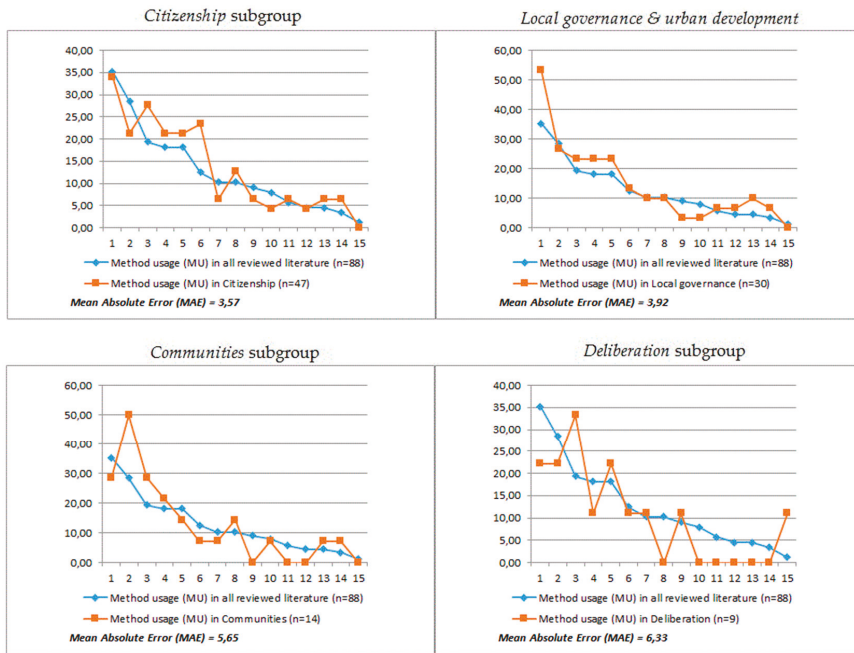 Citizenship subgroup
40,00
35,00
30,00
25,00
20,00
15,00
10,00
5,00
0,00
1 2 3 4 5 6 7 8 9 10 11 12 13 14 15
Method usage (MU) in all reviewed literature (n=88)
Method usage (MU) in Citizenship (n=47)
Mean Absolute Error (MAE) = 3,57
Local governance & urban development
60,00
50,00
40,00
30,00
20,00
10,00
0,00
1 2 3 4 5 6 7 8 9 10 11 12 13 14 15
Method usage (MU) in all reviewed literature (n=88)
Method usage (MU) in Local governance (n=30)
Mean Absolute Error (MAE) = 3,92
Communities subgroup
60,00
50,00
40,00
30,00
20,00
10,00
0,00
1 2 3 4 5 6 7 8 9 10 11 12 13 14 15
Method usage (MU) in all reviewed literature (n=88)
Method usage (MU) in Communities (n=14)
Mean Absolute Error (MAE) = 5,65
Deliberation subgroup
40,00
35,00
30,00
25,00
20,00
15,00
10,00
5,00
0,00
1 2 3 4 5 6 7 8 9 10 11 12 13 14 15
Method usage (MU) in all reviewed literature (n=88)
Method usage (MU) in Deliberation (n=9)
Mean Absolute Error (MAE) = 6,33